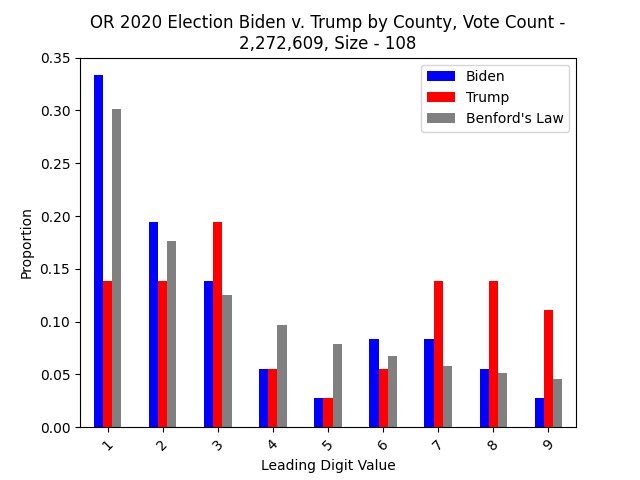 OR 2020 Election Biden v. Trump by County, Vote Count -
2,272,609, Size - 108
Biden
Trump
Benford's Law
0.35
0.30
0.25
0.20
0.15
0.10
0.05
0.00
Proportion
1 2 3 4 5 6 7 8 9
Leading Digit Value